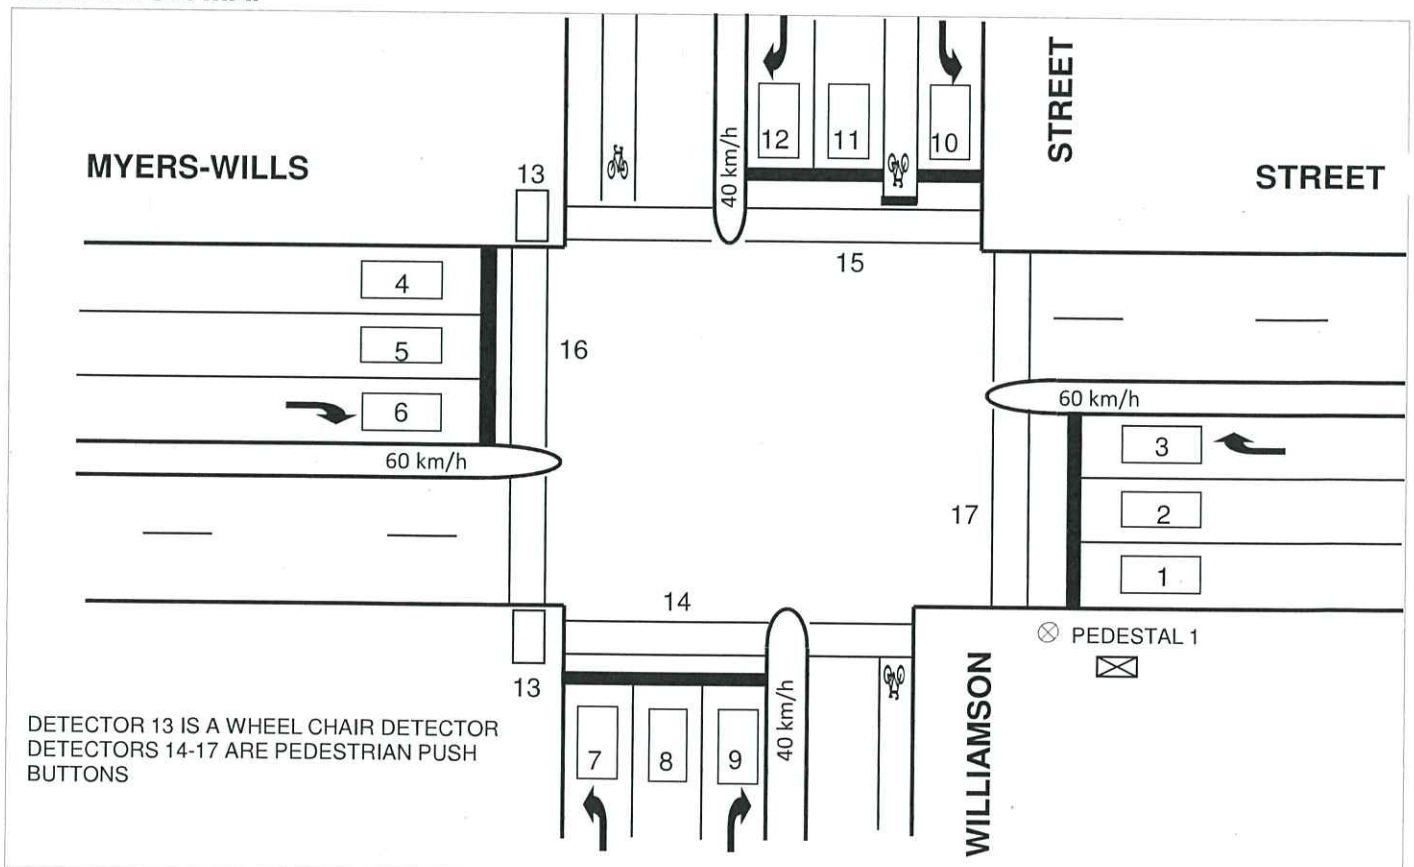 STREET
MYERS-WILLS
STREET
12
11
10
40 km/h
13
15
4
5
6
16
60 km/h
60 km/h
3
2
1
17
14
PEDESTAL 1
13
DETECTOR 13 IS A WHEEL CHAIR DETECTOR
DETECTORS 14-17 ARE PEDESTRIAN PUSH
BUTTONS
7
8
9
40 km/h
WILLIAMSON